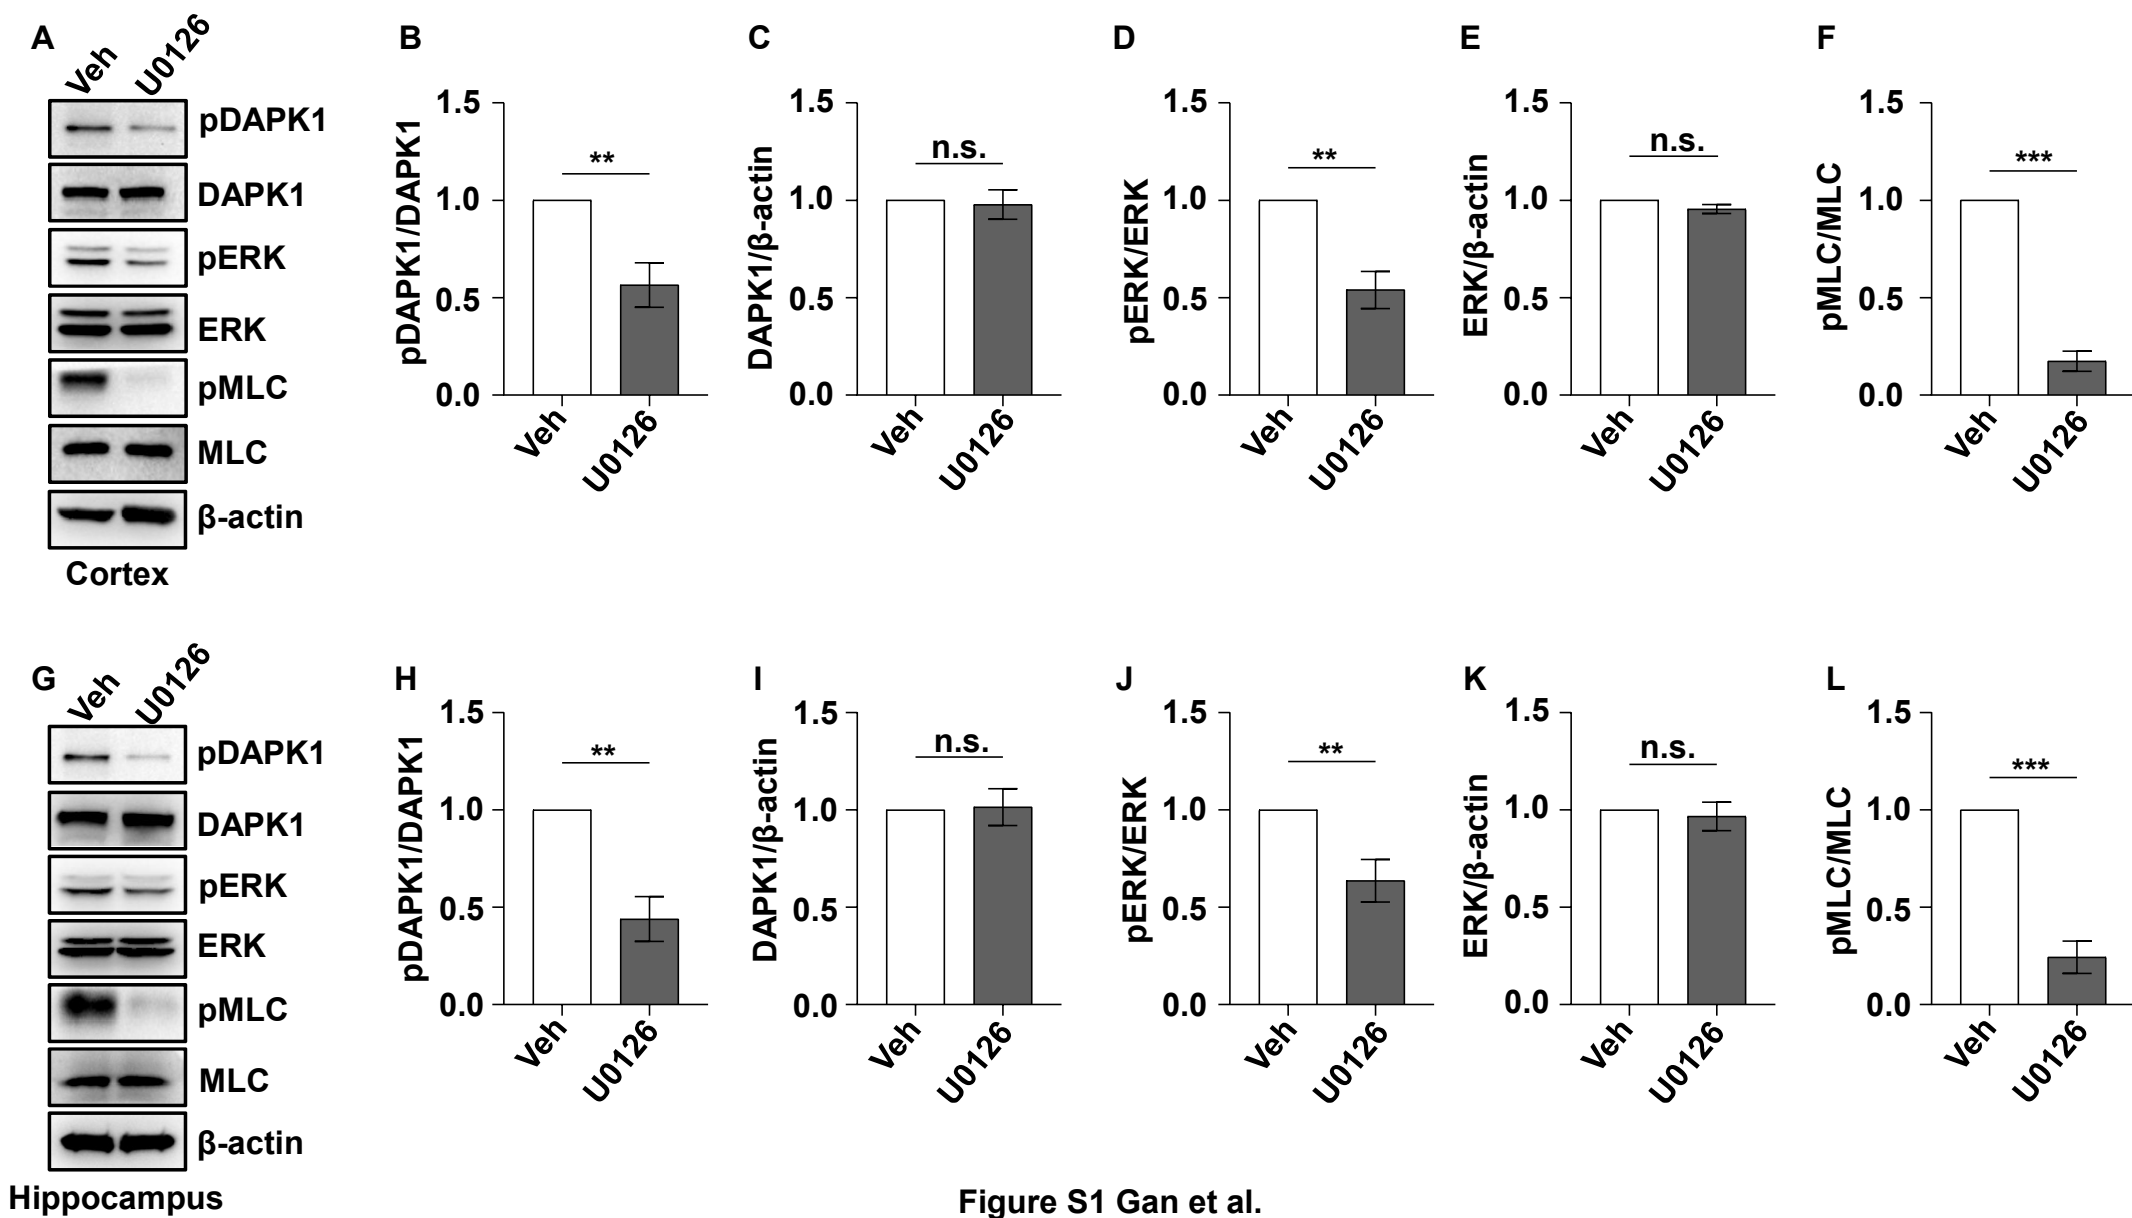 A
Veh
U0126
pDAPK1
DAPK1
pERK
ERK
pMLC
MLC
β-actin
Cortex
B
pDAPK1/DAPK1
1.5
1.0
0.5
0.0
**
Veh
U0126
C
DAPK1/β-actin
1.5
1.0
0.5
0.0
n.s.
Veh
U0126
D
pERK/ERK
1.5
1.0
0.5
0.0
**
Veh
U0126
E
ERK/β-actin
1.5
1.0
0.5
0.0
n.s.
Veh
U0126
F
pMLC/MLC
1.5
1.0
0.5
0.0
***
Veh
U0126
G
Veh
U0126
pDAPK1
DAPK1
pERK
ERK
pMLC
MLC
β-actin
Hippocampus
H
pDAPK1/DAPK1
1.5
1.0
0.5
0.0
**
Veh
U0126
I
DAPK1/β-actin
1.5
1.0
0.5
0.0
n.s.
Veh
U0126
J
pERK/ERK
1.5
1.0
0.5
0.0
**
Veh
U0126
K
ERK/β-actin
1.5
1.0
0.5
0.0
n.s.
Veh
U0126
L
pMLC/MLC
1.5
1.0
0.5
0.0
***
Veh
U0126
Figure S1 Gan et al.